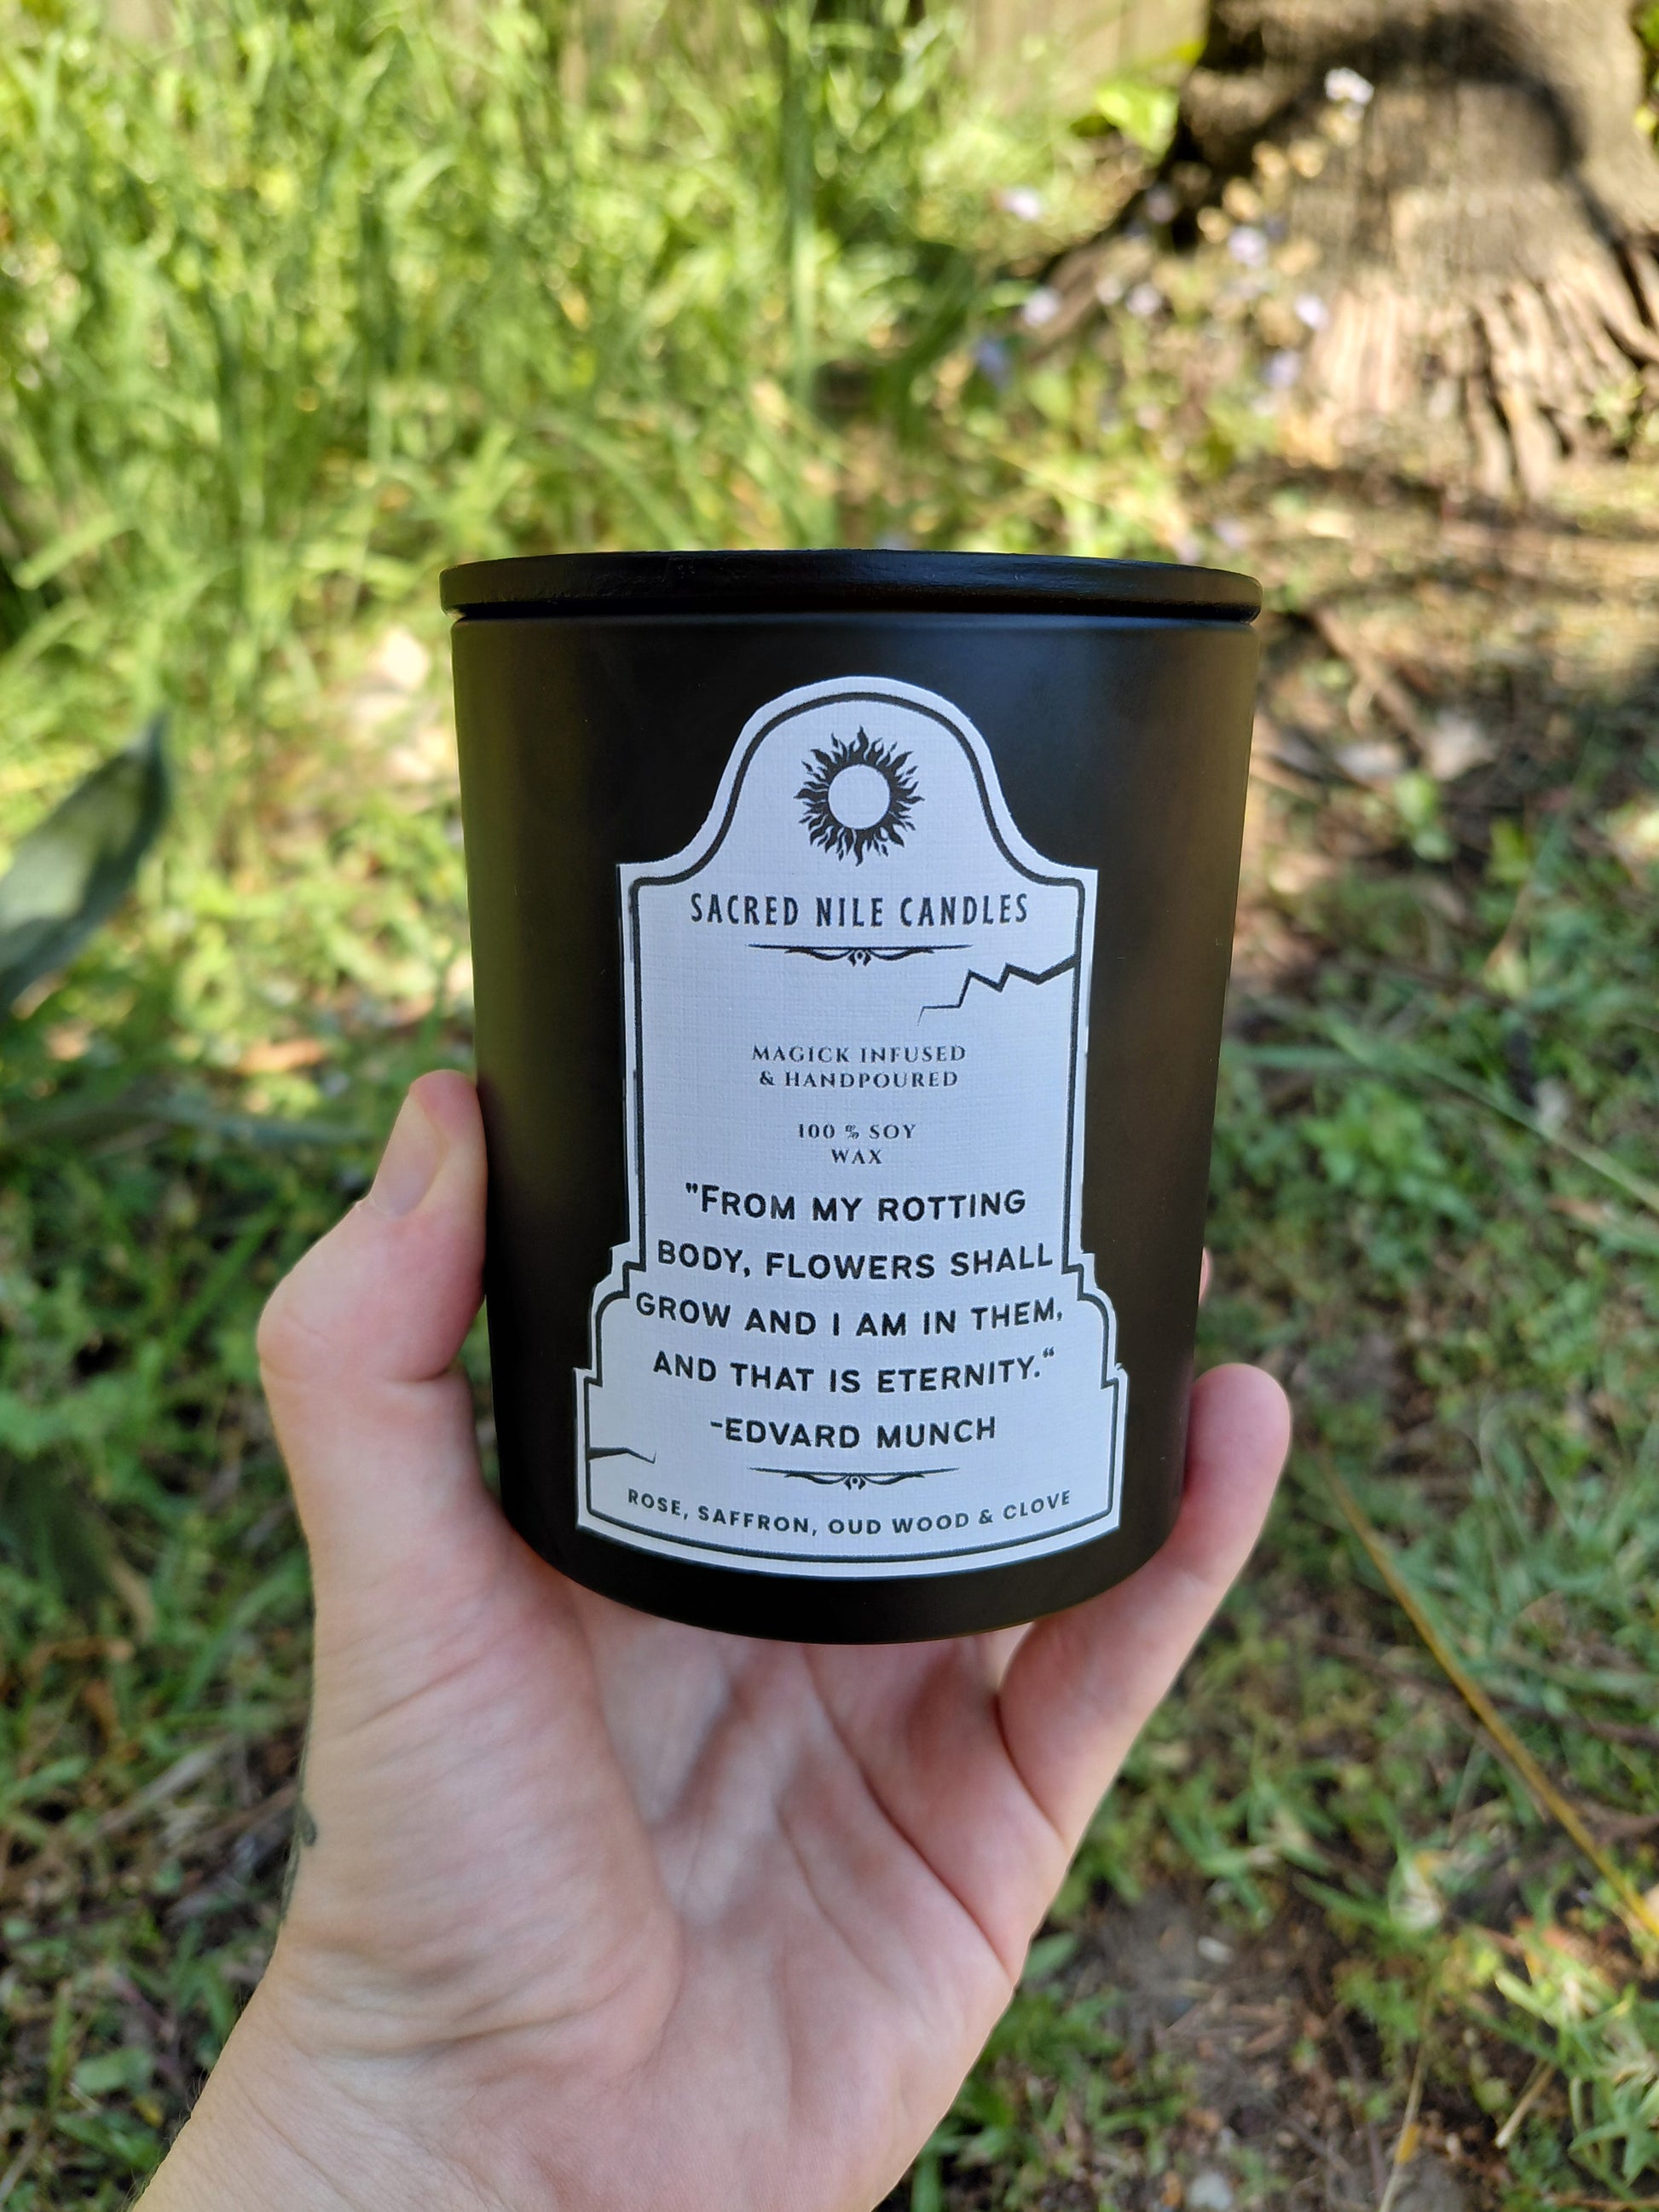 SACRED NILE CANDLES
MAGICK INFUSED
& HANDPOURED
100 % SOY
WAX
"FROM MY ROTTING
BODY, FLOWERS SHALL
GROW AND I AM IN THEM,
AND THAT IS ETERNITY.“
-EDVARD MUNCH
ROSE, SAFFRON, OUD WOOD & CLOVE